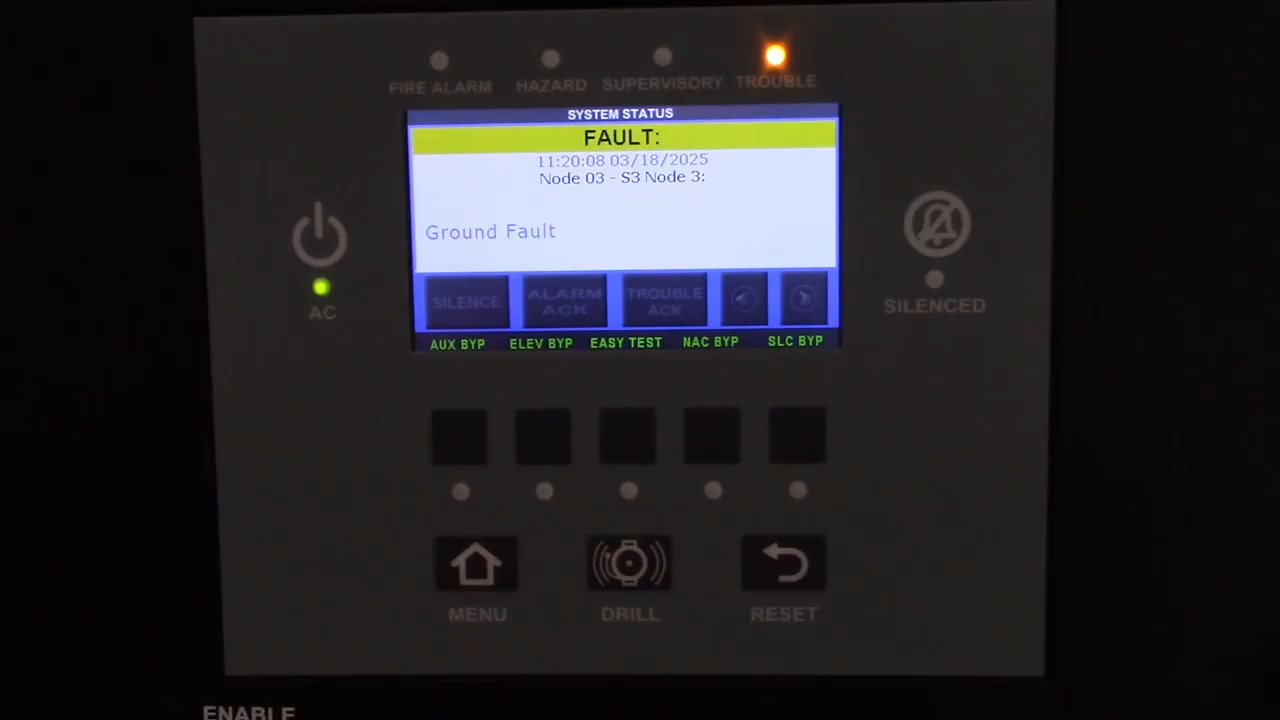 FIRE ALARM
HAZARD
SUPERVISORY
TROUBLE
SYSTEM STATUS
FAULT:
11:20:08 03/18/2025
Node 03 - S3 Node 3:
Ground Fault
AC
SILENCED
SILENCE
ALARM
ACK
TROUBLE
ACK
AUX BYP
ELEV BYP
EASY TEST
NAC BYP
SLC BYP
MENU
DRILL
RESET
ENABLE